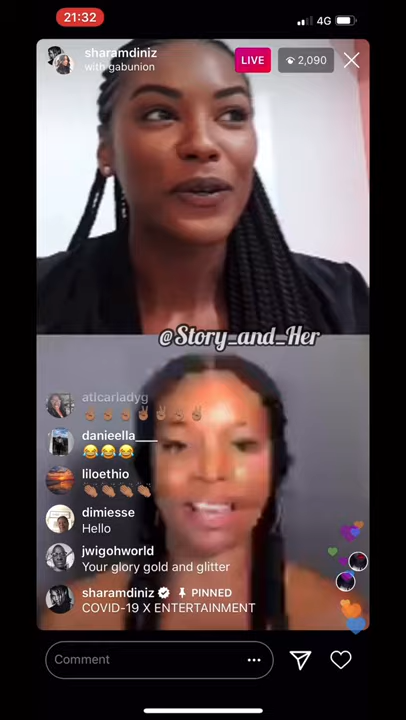 21:32
4G
sharamdiniz
with gabunion
LIVE
2,090
@Story_and_Her
atlcarladyg
danieella____
liloethio
dimiesse
Hello
jwigohworld
Your glory gold and glitter
sharamdiniz PINNED
COVID-19 X ENTERTAINMENT
Comment